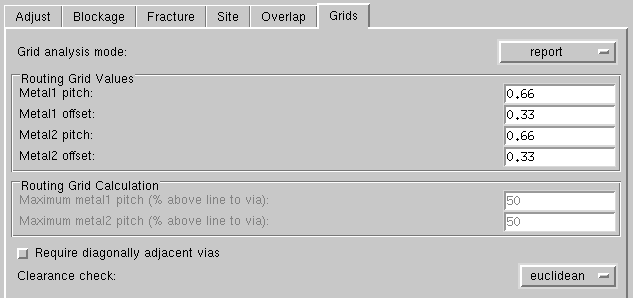 Adjust Blockage Fracture Site Overlap Grids
Grid analysis mode: report
Routing Grid Values
Metal1 pitch: 0.66
Metal1 offset: 0.33
Metal2 pitch: 0.66
Metal2 offset: 0.33
Routing Grid Calculation
Maximum metal1 pitch (% above line to via): 50
Maximum metal2 pitch (% above line to via): 50
Require diagonally adjacent vias
Clearance check: euclidean